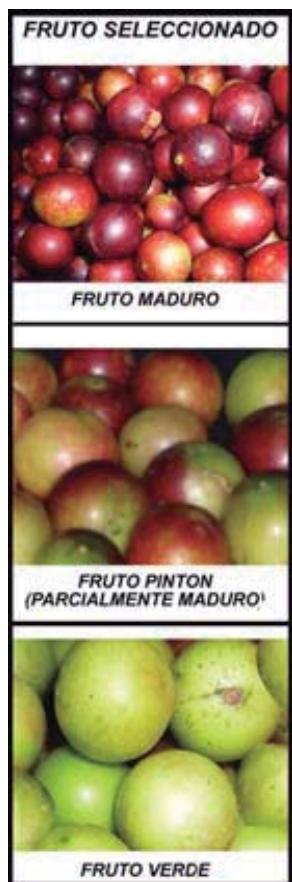 FRUTO SELECCIONADO
FRUTO MADURO
FRUTO PINTON
(PARCIALMENTE MADURO)
FRUTO VERDE